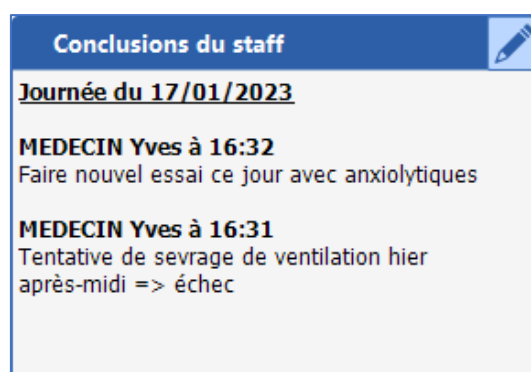 Conclusions du staff
Journée du 17/01/2023
MEDECIN Yves à 16:32
Faire nouvel essai ce jour avec anxiolytiques
MEDECIN Yves à 16:31
Tentative de sevrage de ventilation hier
après-midi => échec